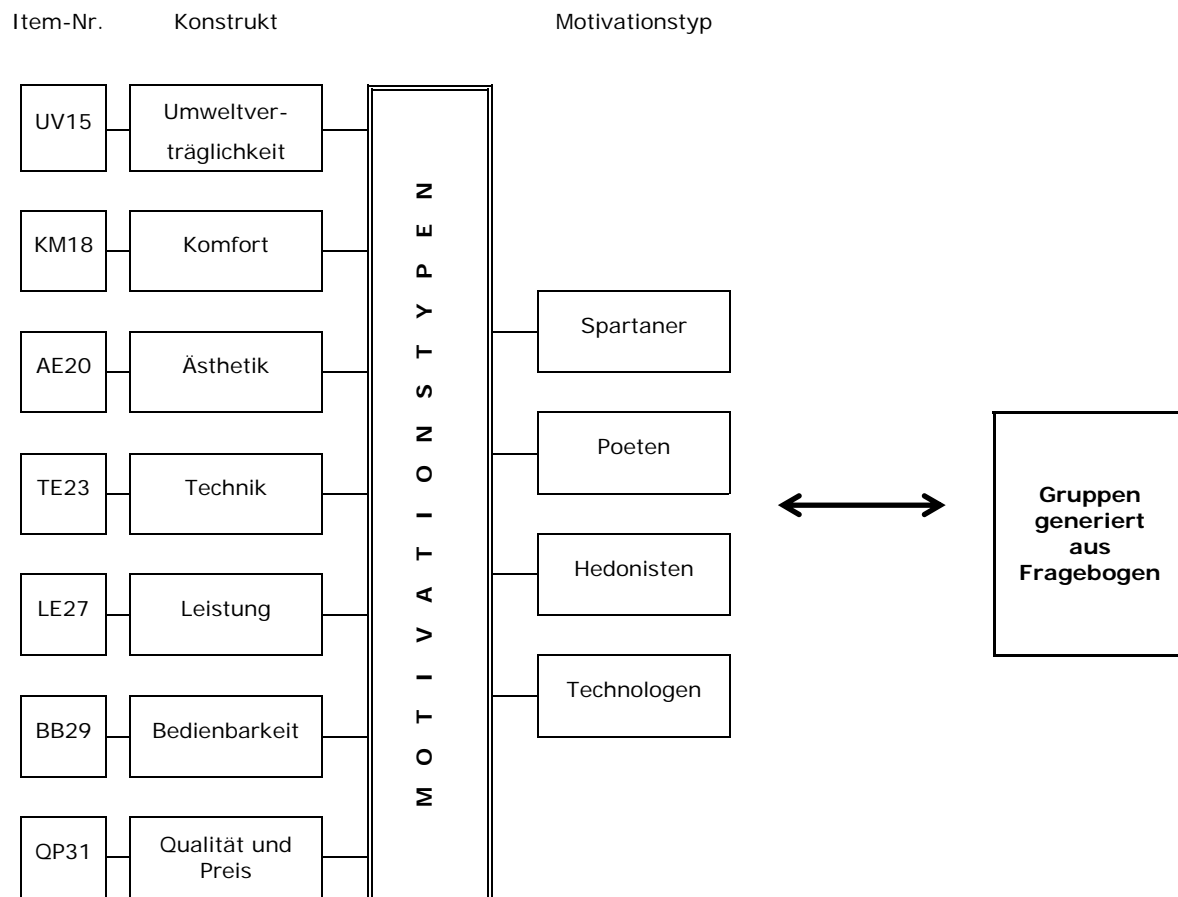 Item-Nr. Konstrukt Motivationstyp
UV15
Umweltver-
träglichkeit
KM18
Komfort
AE20
Ästhetik
TE23
Technik
LE27
Leistung
BB29
Bedienbarkeit
QP31
Qualität und
Preis
MOTIVATIONSTYPEN
Spartaner
Poeten
Hedonisten
Technologen
Gruppen
generiert
aus
Fragebogen